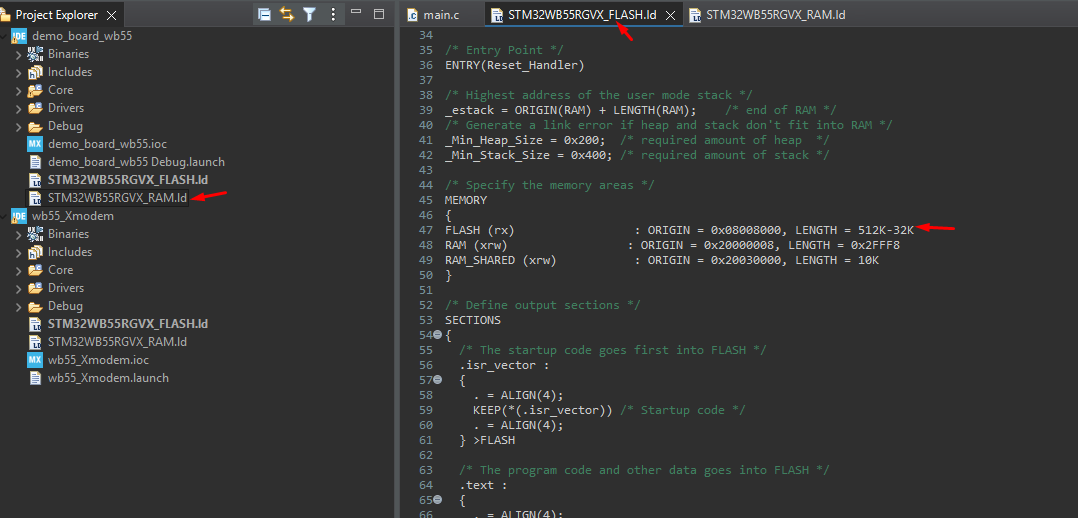 Project Explorer
demo_board_wb55
Binaries
Includes
Core
Drivers
Debug
demo_board_wb55.ioc
demo_board_wb55 Debug.launch
STM32WB55RGVX_FLASH.ld
STM32WB55RGVX_RAM.ld
wb55_Xmodem
Binaries
Includes
Core
Drivers
Debug
STM32WB55RGVX_FLASH.ld
STM32WB55RGVX_RAM.ld
wb55_Xmodem.ioc
wb55_Xmodem.launch
main.c STM32WB55RGVX_FLASH.ld STM32WB55RGVX_RAM.ld
34
35 /* Entry Point */
36 ENTRY(Reset_Handler)
37
38 /* Highest address of the user mode stack */
39 _estack = ORIGIN(RAM) + LENGTH(RAM); /* end of RAM */
40 /* Generate a link error if heap and stack don't fit into RAM */
41 _Min_Heap_Size = 0x200; /* required amount of heap */
42 _Min_Stack_Size = 0x400; /* required amount of stack */
43
44 /* Specify the memory areas */
45 MEMORY
46 {
47 FLASH (rx) : ORIGIN = 0x08008000, LENGTH = 512K-32K
48 RAM (xrw) : ORIGIN = 0x20000008, LENGTH = 0x2FFF8
49 RAM_SHARED (xrw) : ORIGIN = 0x20030000, LENGTH = 10K
50 }
51
52 /* Define output sections */
53 SECTIONS
54 {
55 /* The startup code goes first into FLASH */
56 .isr_vector :
57 {
58 . = ALIGN(4);
59 KEEP(*(.isr_vector)) /* Startup code */
60 . = ALIGN(4);
61 } >FLASH
62
63 /* The program code and other data goes into FLASH */
64 .text :
65 {
66 . = ALIGN(4);